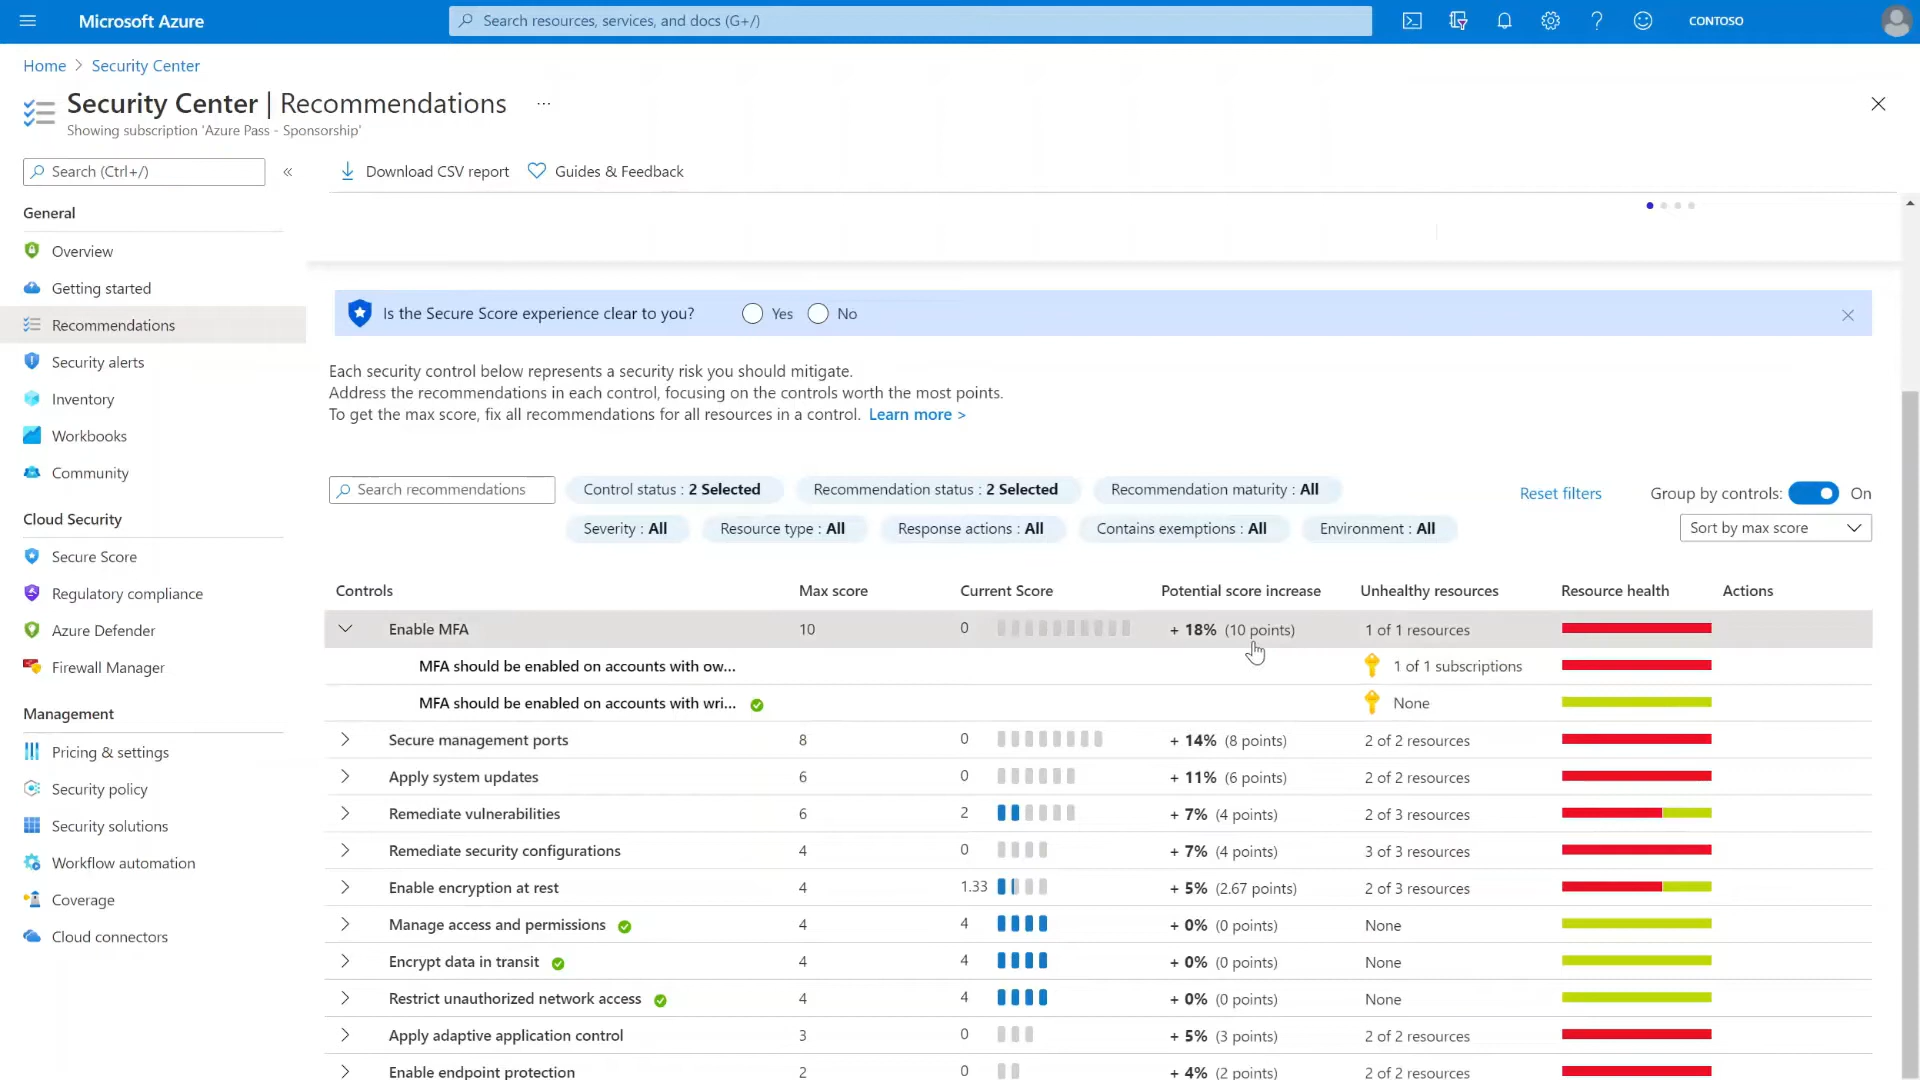 Microsoft Azure
Search resources, services, and docs (G+/)
CONTOSO
Home > Security Center
Security Center | Recommendations ...
Showing subscription 'Azure Pass - Sponsorship'
Search (Ctrl+/) «
Download CSV report Guides & Feedback
General
Overview
Getting started
Recommendations
Security alerts
Inventory
Workbooks
Community
Cloud Security
Secure Score
Regulatory compliance
Azure Defender
Firewall Manager
Management
Pricing & settings
Security policy
Security solutions
Workflow automation
Coverage
Cloud connectors
Is the Secure Score experience clear to you? Yes No
Each security control below represents a security risk you should mitigate.
Address the recommendations in each control, focusing on the controls worth the most points.
To get the max score, fix all recommendations for all resources in a control. Learn more >
Search recommendations Control status : 2 Selected Recommendation status : 2 Selected Recommendation maturity : All Reset filters Group by controls: On
Severity : All Resource type : All Response actions : All Contains exemptions : All Environment : All Sort by max score
Controls Max score Current Score Potential score increase Unhealthy resources Resource health Actions
Enable MFA 10 0 + 18% (10 points) 1 of 1 resources
MFA should be enabled on accounts with ow... 1 of 1 subscriptions
MFA should be enabled on accounts with wri... None
Secure management ports 8 0 + 14% (8 points) 2 of 2 resources
Apply system updates 6 0 + 11% (6 points) 2 of 2 resources
Remediate vulnerabilities 6 2 + 7% (4 points) 2 of 3 resources
Remediate security configurations 4 0 + 7% (4 points) 3 of 3 resources
Enable encryption at rest 4 1.33 + 5% (2.67 points) 2 of 3 resources
Manage access and permissions 4 4 + 0% (0 points) None
Encrypt data in transit 4 4 + 0% (0 points) None
Restrict unauthorized network access 4 4 + 0% (0 points) None
Apply adaptive application control 3 0 + 5% (3 points) 2 of 2 resources
Enable endpoint protection 2 0 + 4% (2 points) 2 of 2 resources